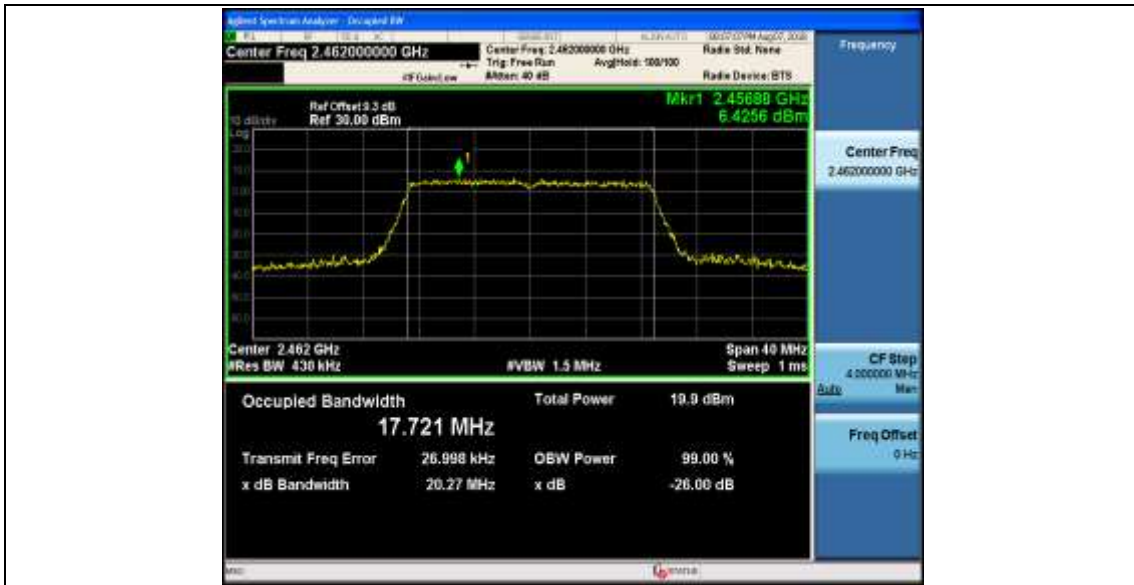 Agilent Spectrum Analyzer - Occupied BW
Center Freq 2.462000000 GHz
Center Freq: 2.462000000 GHz
Radio Std: None
Trig: Free Run
Avg|Hold: 100/100
#IFGain:Low
#Atten: 40 dB
Radio Device: BTS
Frequency
Mkr1 2.45688 GHz
6.4256 dBm
Ref Offset 9.3 dB
10 dB/div
Ref 30.00 dBm
Log
Center Freq
2.462000000 GHz
Center 2.462 GHz
Span 40 MHz
#Res BW 430 kHz
#VBW 1.5 MHz
Sweep 1 ms
CF Step
4.000000 MHz
Auto Man
Occupied Bandwidth
Total Power 19.9 dBm
17.721 MHz
Freq Offset
0 Hz
Transmit Freq Error 26.998 kHz
OBW Power 99.00 %
x dB Bandwidth 20.27 MHz
x dB -26.00 dB
MSG
STATUS